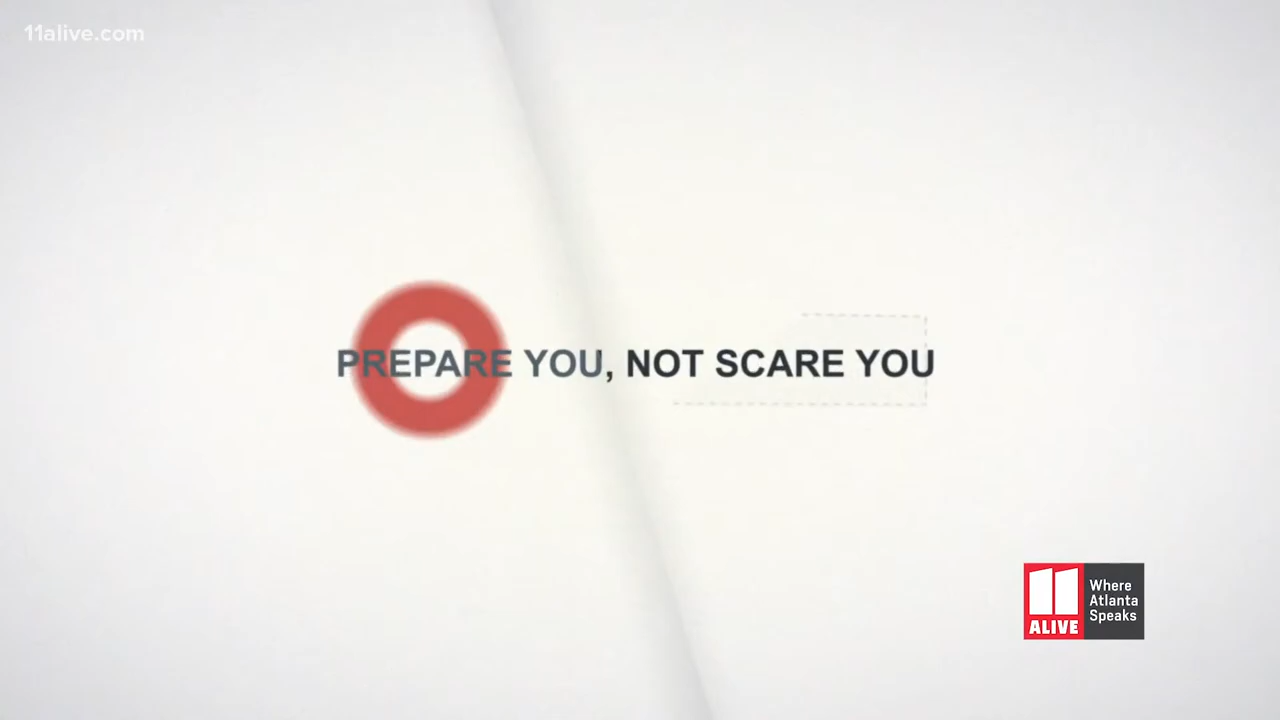 11alive.com
PREPARE YOU, NOT SCARE YOU
11
ALIVE
Where
Atlanta
Speaks